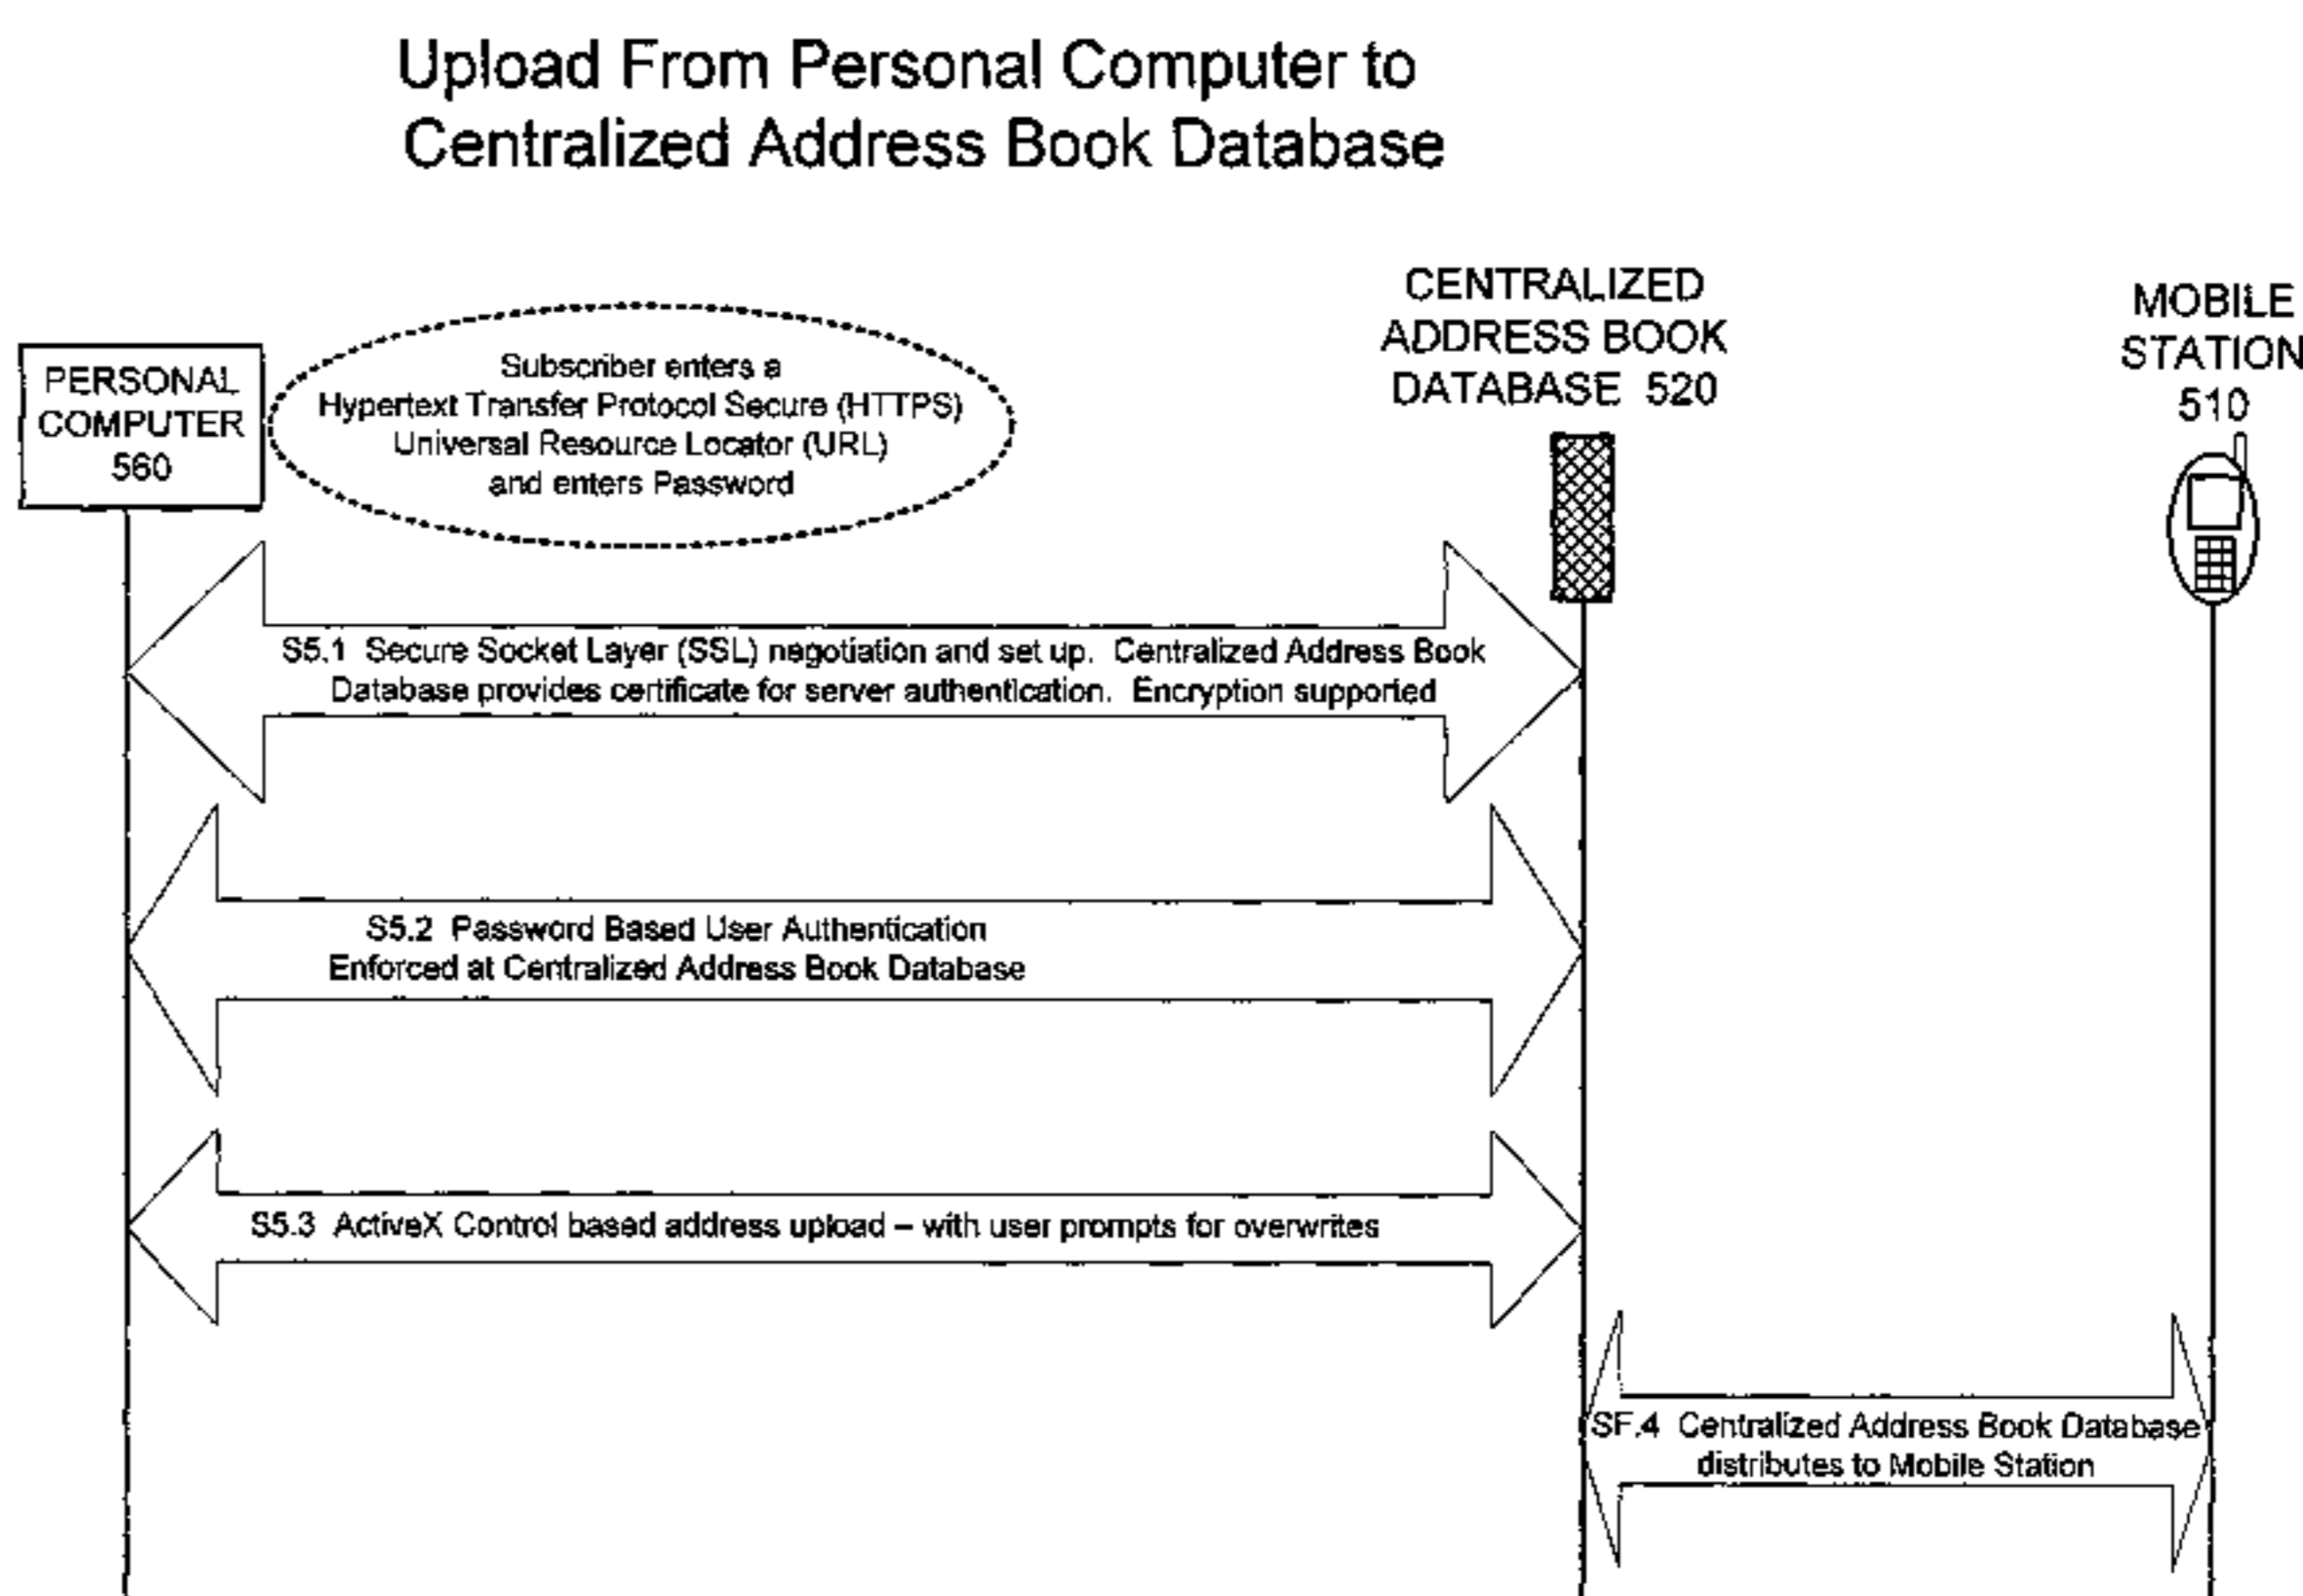 Upload From Personal Computer to
Centralized Address Book Database
CENTRALIZED
ADDRESS BOOK
DATABASE 520
MOBILE
STATION
510
PERSONAL
COMPUTER
560
Subscriber enters a
Hypertext Transfer Protocol Secure (HTTPS)
Universal Resource Locator (URL)
and enters Password
S5.1 Secure Socket Layer (SSL) negotiation and set up. Centralized Address Book
Database provides certificate for server authentication. Encryption supported
S5.2 Password Based User Authentication
Enforced at Centralized Address Book Database
S5.3 ActiveX Control based address upload – with user prompts for overwrites
SF.4 Centralized Address Book Database
distributes to Mobile Station